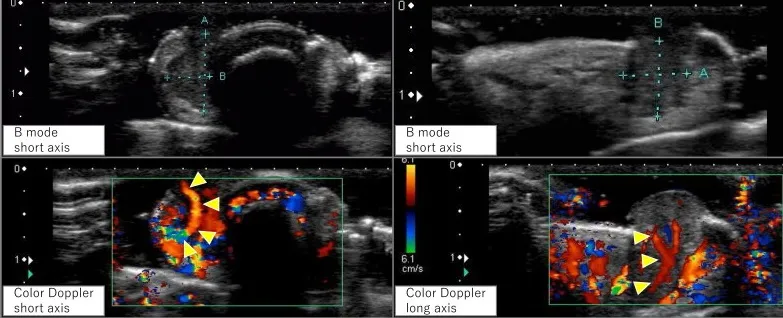 0
A
B
1
B mode
short axis
0
B
A
1
B mode
short axis
0
1
Color Doppler
short axis
6.1
6.1
cm/s
0
1
Color Doppler
long axis